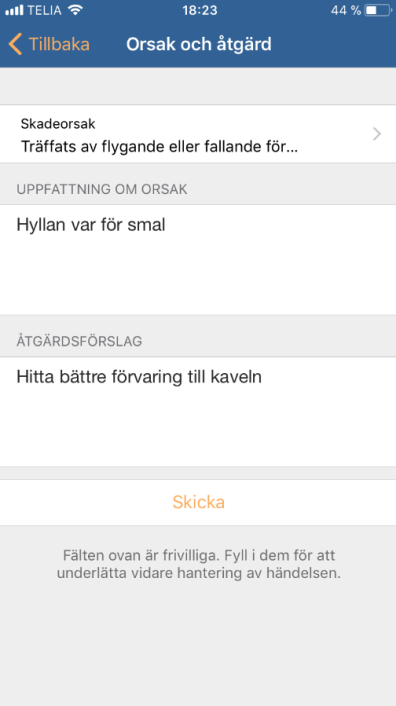 TELIA 18:23 44 %
Tillbaka Orsak och åtgärd
Skadeorsak
Träffats av flygande eller fallande för...
UPPFATTNING OM ORSAK
Hyllan var för smal
ÅTGÄRDSFÖRSLAG
Hitta bättre förvaring till kaveln
Skicka
Fälten ovan är frivilliga. Fyll i dem för att
underlätta vidare hantering av händelsen.